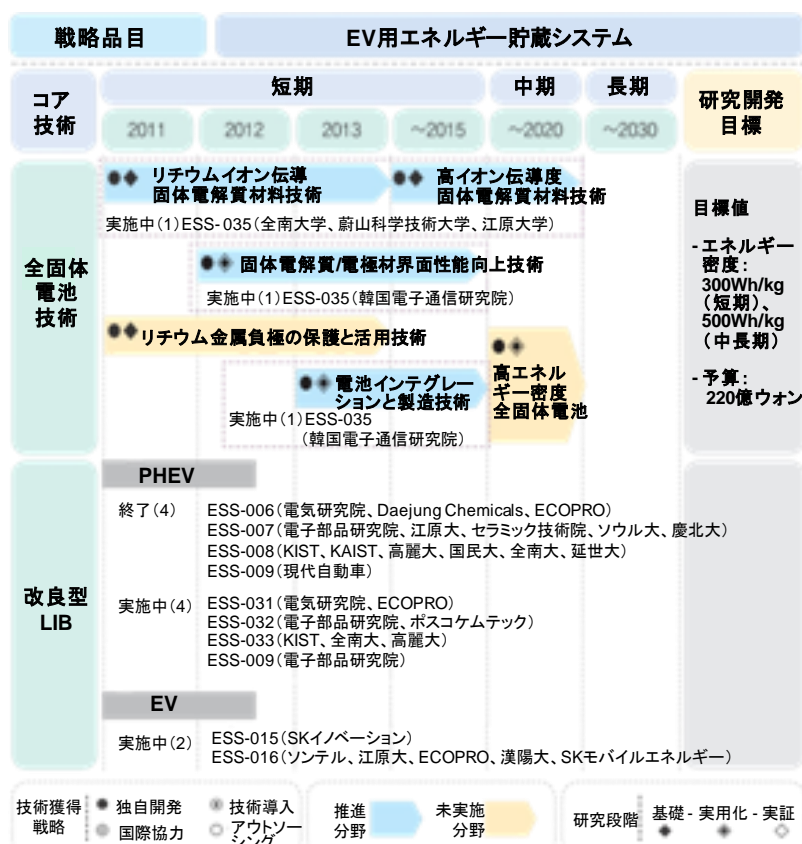 戦略品目
EV用エネルギー貯蔵システム
コア
技術
短期
中期
長期
研究開発
目標
2011
2012
2013
~2015
~2020
~2030
全固体
電池
技術
リチウムイオン伝導
固体電解質材料技術
高イオン伝導度
固体電解質材料技術
実施中(1)ESS-035(全南大学、蔚山科学技術大学、江原大学)
固体電解質/電極材界面性能向上技術
実施中(1)ESS-035(韓国電子通信研究院)
リチウム金属負極の保護と活用技術
電池インテグレー
ションと製造技術
実施中(1)ESS-035
(韓国電子通信研究院)
高エネル
ギー密度
全固体電池
目標値
-エネルギー
密度:
300Wh/kg
(短期)、
500Wh/kg
(中長期)
-予算:
220億ウォン
改良型
LIB
PHEV
終了(4)
ESS-006(電気研究院、Daejung Chemicals、ECOPRO)
ESS-007(電子部品研究院、江原大、セラミック技術院、ソウル大、慶北大)
ESS-008(KIST、KAIST、高麗大、国民大、全南大、延世大)
ESS-009(現代自動車)
実施中(4)
ESS-031(電気研究院、ECOPRO)
ESS-032(電子部品研究院、ポスコケムテック)
ESS-033(KIST、全南大、高麗大)
ESS-009(電子部品研究院)
EV
実施中(2)
ESS-015(SKイノベーション)
ESS-016(ソンテル、江原大、ECOPRO、漢陽大、SKモバイルエネルギー)
技術獲得
戦略
独自開発
技術導入
国際協力
アウトソー
シング
推進
分野
未実施
分野
研究段階
基礎 - 実用化 - 実証